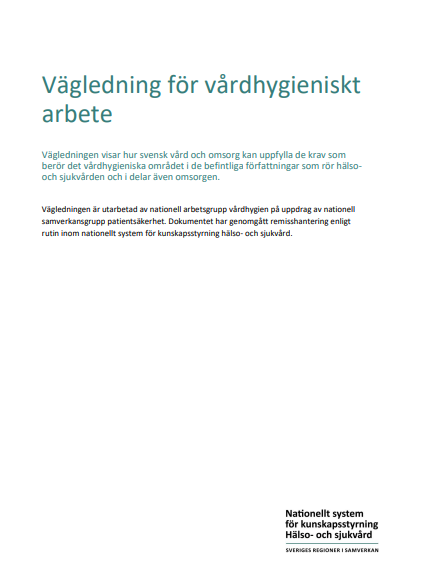 Vägledning för vårdhygieniskt
arbete
Vägledningen visar hur svensk vård och omsorg kan uppfylla de krav som
berör det vårdhygieniska området i de befintliga författningar som rör hälso-
och sjukvården och i delar även omsorgen.
Vägledningen är utarbetad av nationell arbetsgrupp vårdhygien på uppdrag av nationell
samverkansgrupp patientsäkerhet. Dokumentet har genomgått remisshantering enligt
rutin inom nationellt system för kunskapsstyrning hälso- och sjukvård.
Nationellt system
för kunskapsstyrning
Hälso- och sjukvård
SVERIGES REGIONER I SAMVERKAN